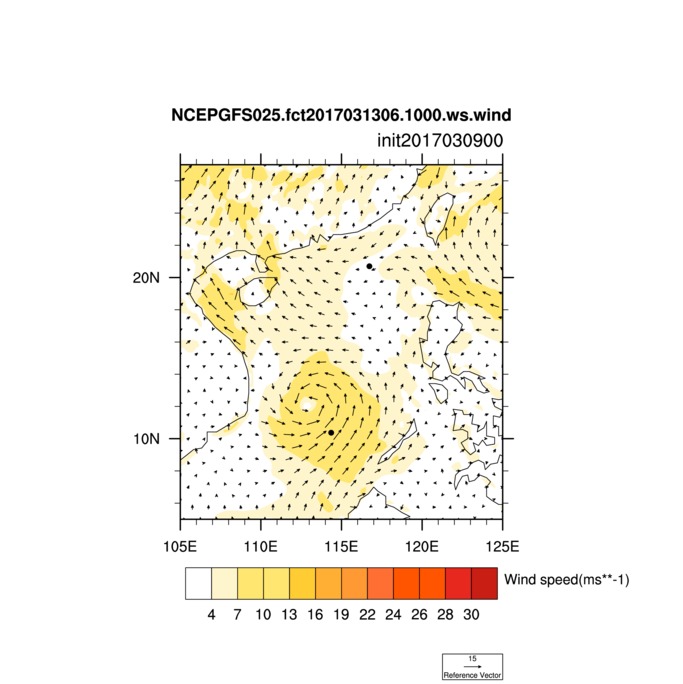 NCEPGFS025.fct2017031306.1000.ws.wind
init2017030900
20N
10N
105E 110E 115E 120E 125E
Wind speed(ms**-1)
4 7 10 13 16 19 22 24 26 28 30
15
Reference Vector